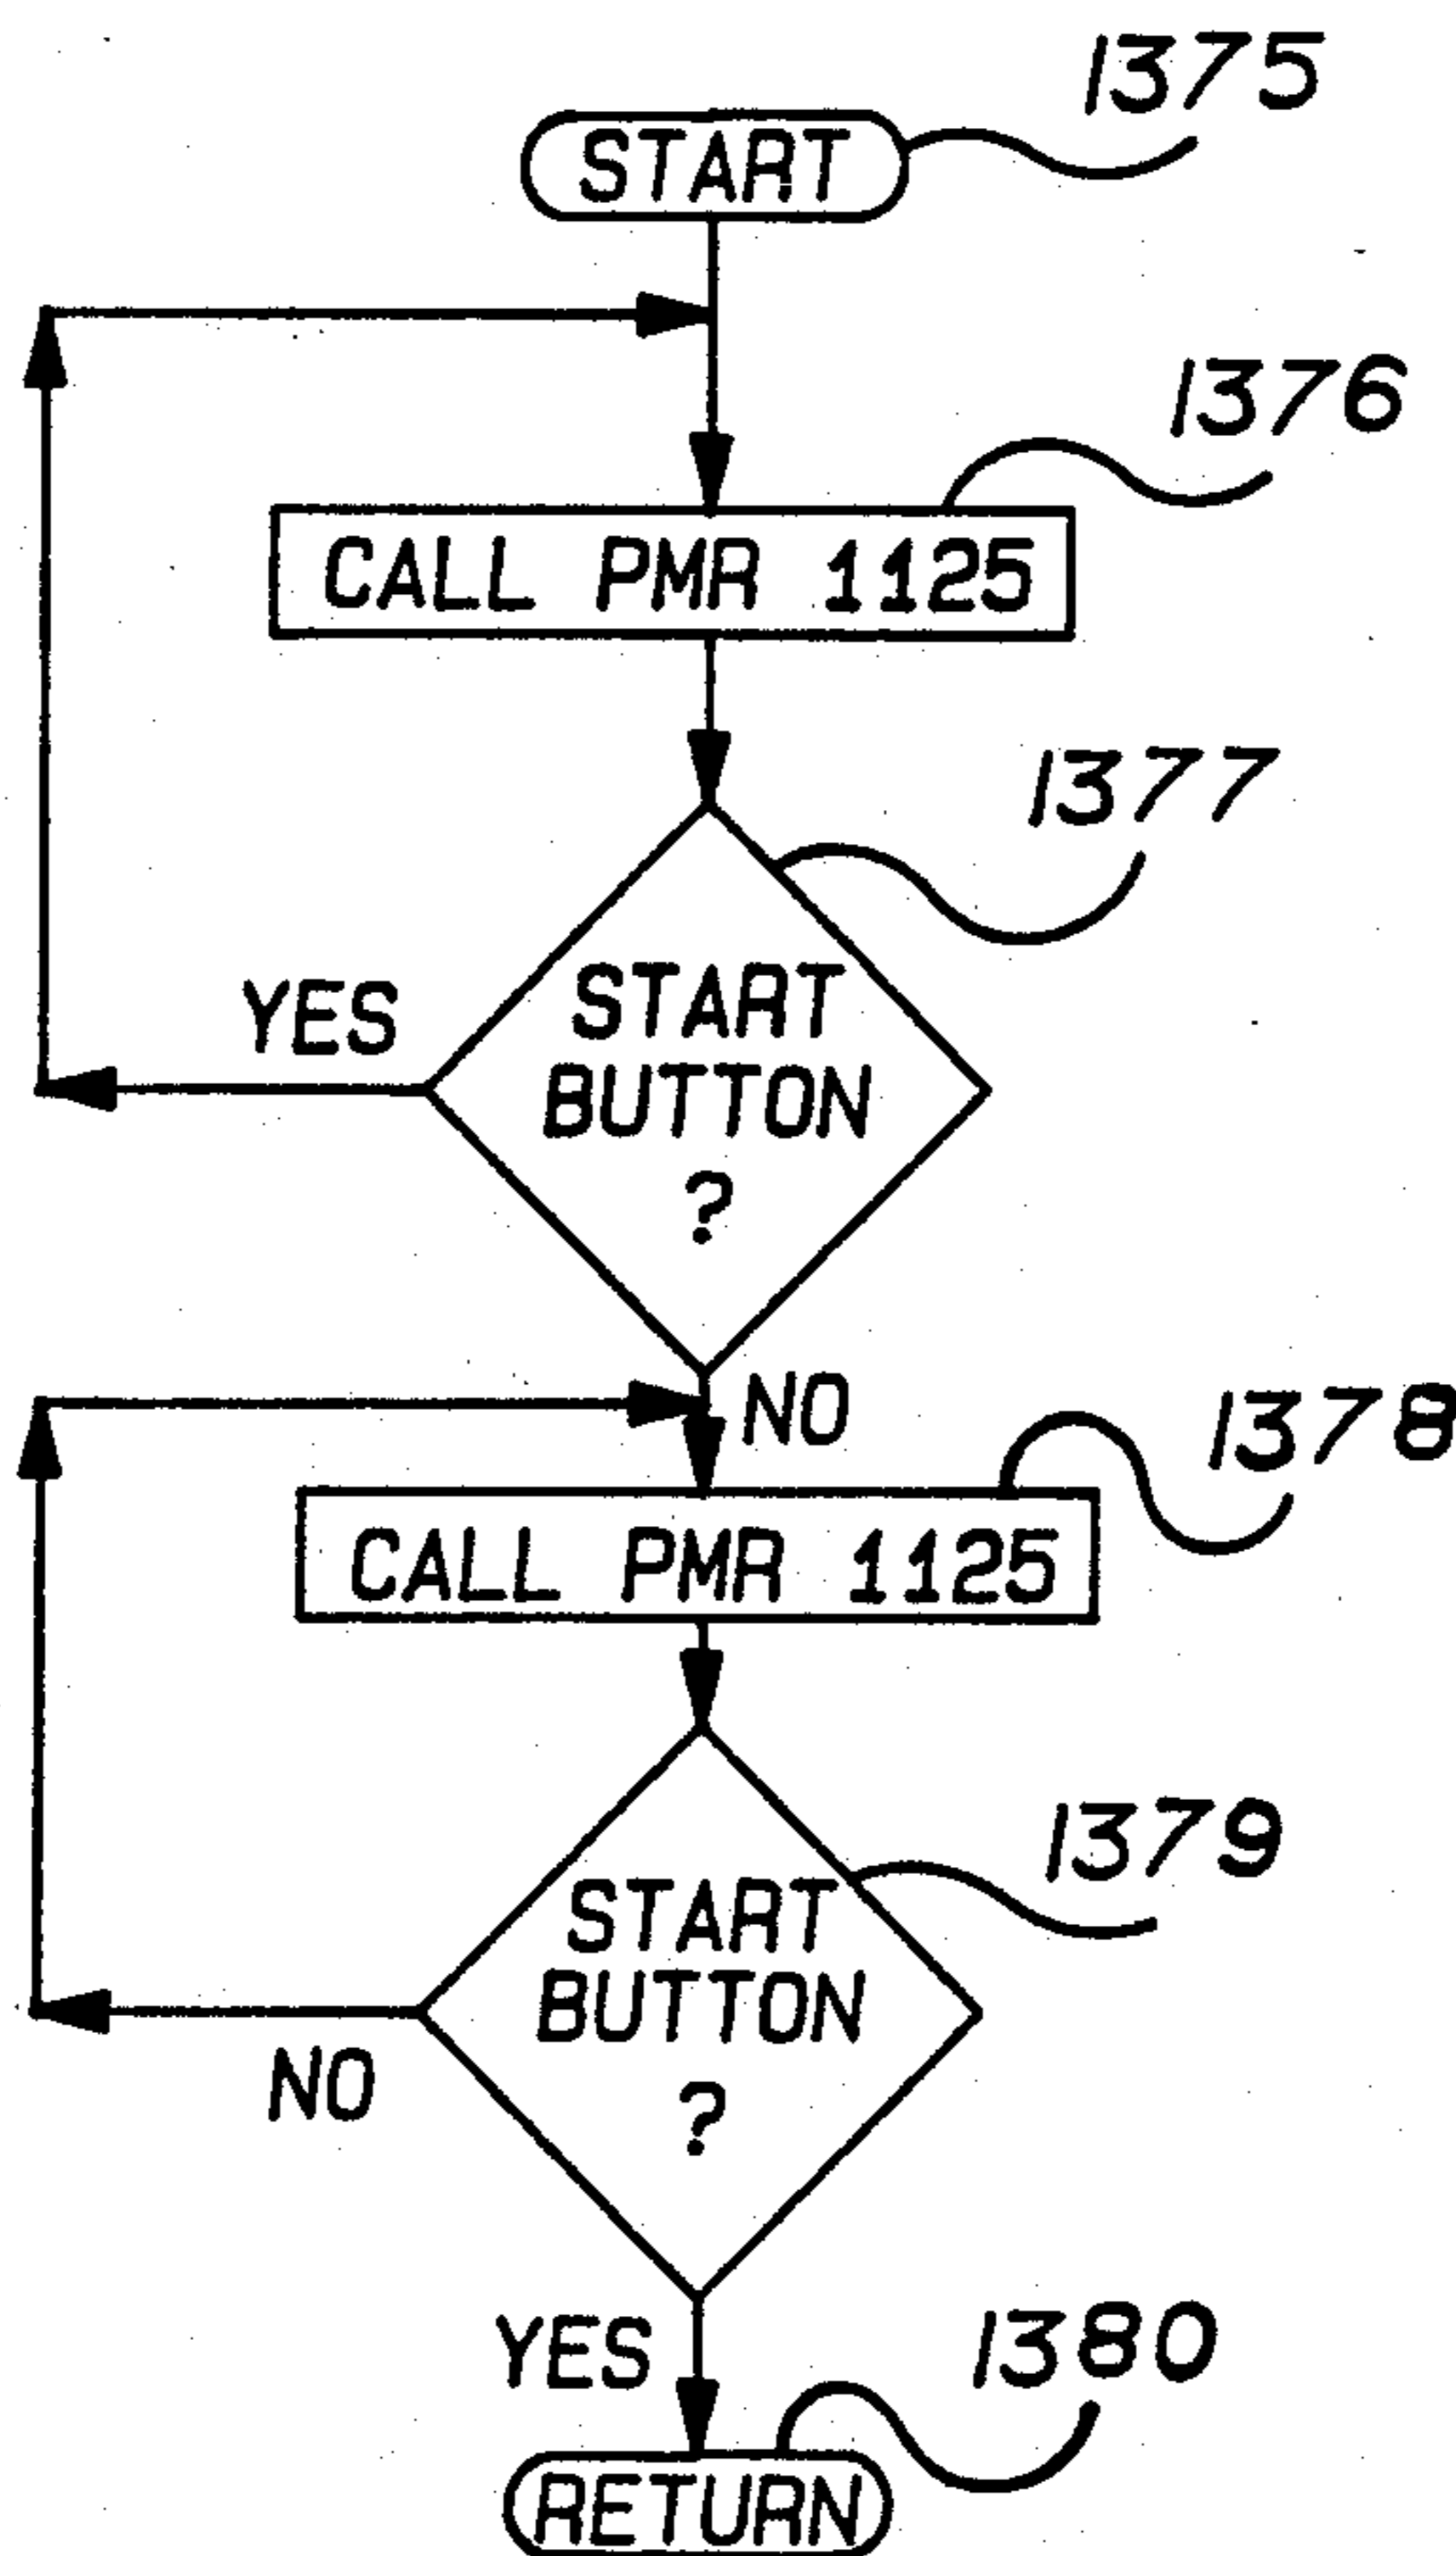 1375
START
1376
CALL PMR 1125
1377
START
BUTTON
?
YES
NO
1378
CALL PMR 1125
1379
START
BUTTON
?
NO
YES
1380
RETURN